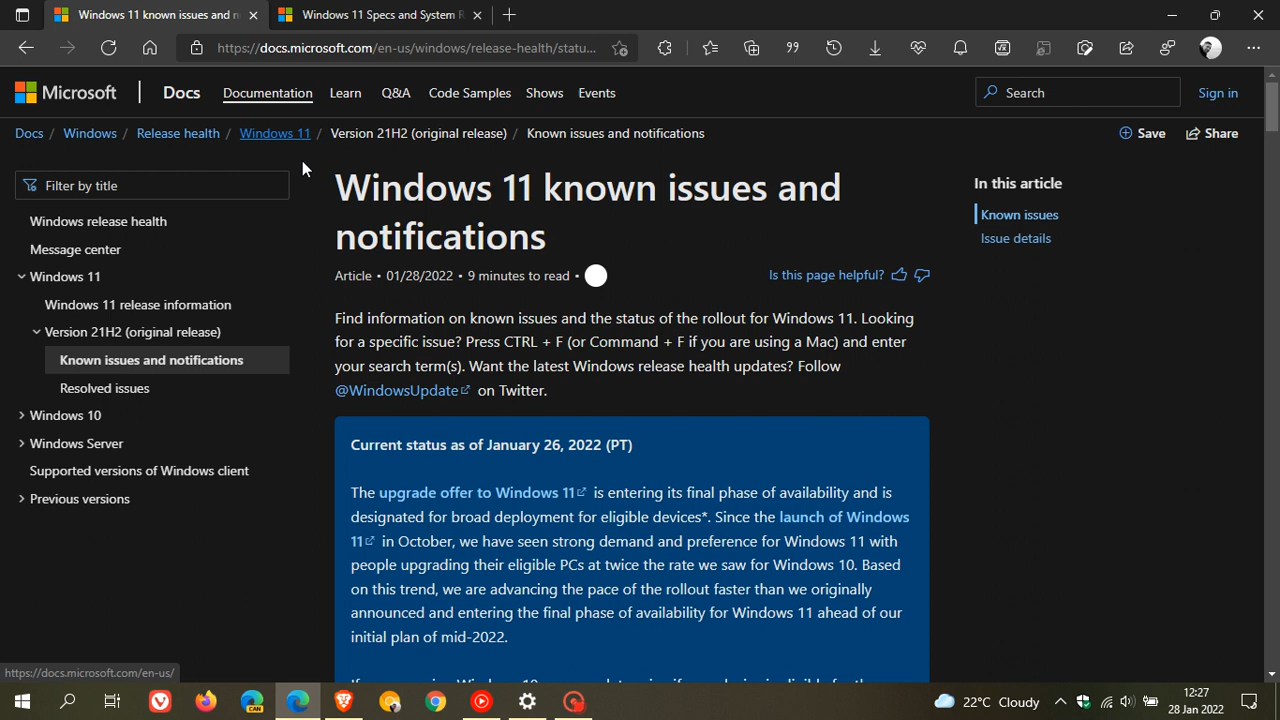 Windows 11 known issues and n
Windows 11 Specs and System R
https://docs.microsoft.com/en-us/windows/release-health/statu...
Microsoft
Docs
Documentation
Learn
Q&A
Code Samples
Shows
Events
Search
Sign in
Docs / Windows / Release health / Windows 11 / Version 21H2 (original release) / Known issues and notifications
Save
Share
Filter by title
Windows release health
Message center
Windows 11
Windows 11 release information
Version 21H2 (original release)
Known issues and notifications
Resolved issues
Windows 10
Windows Server
Supported versions of Windows client
Previous versions
Windows 11 known issues and
notifications
Article • 01/28/2022 • 9 minutes to read •
Is this page helpful?
Find information on known issues and the status of the rollout for Windows 11. Looking
for a specific issue? Press CTRL + F (or Command + F if you are using a Mac) and enter
your search term(s). Want the latest Windows release health updates? Follow
@WindowsUpdate on Twitter.
Current status as of January 26, 2022 (PT)
The upgrade offer to Windows 11 is entering its final phase of availability and is
designated for broad deployment for eligible devices*. Since the launch of Windows
11 in October, we have seen strong demand and preference for Windows 11 with
people upgrading their eligible PCs at twice the rate we saw for Windows 10. Based
on this trend, we are advancing the pace of the rollout faster than we originally
announced and entering the final phase of availability for Windows 11 ahead of our
initial plan of mid-2022.
In this article
Known issues
Issue details
https://docs.microsoft.com/en-us/
CAN
22°C Cloudy
12:27
28 Jan 2022